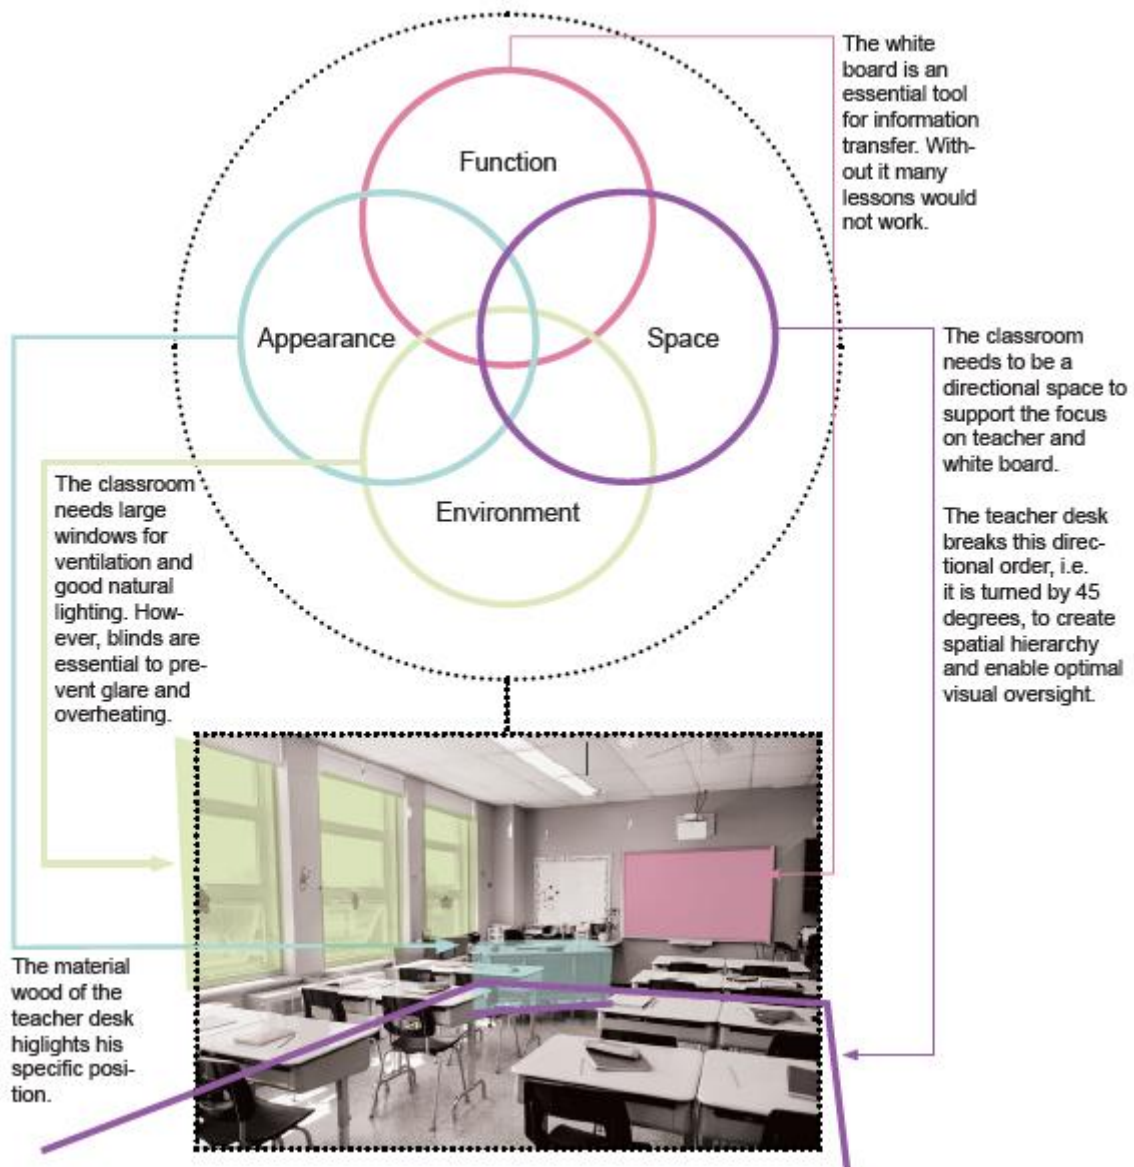 The white
board is an
essential tool
for information
transfer. With-
out it many
lessons would
not work.
Function
Appearance
Space
Environment
The classroom
needs to be a
directional space to
support the focus
on teacher and
white board.
The teacher desk
breaks this direc-
tional order, i.e.
it is turned by 45
degrees, to create
spatial hierarchy
and enable optimal
visual oversight.
The classroom
needs large
windows for
ventilation and
good natural
lighting. How-
ever, blinds are
essential to pre-
vent glare and
overheating.
The material
wood of the
teacher desk
higlights his
specific posi-
tion.